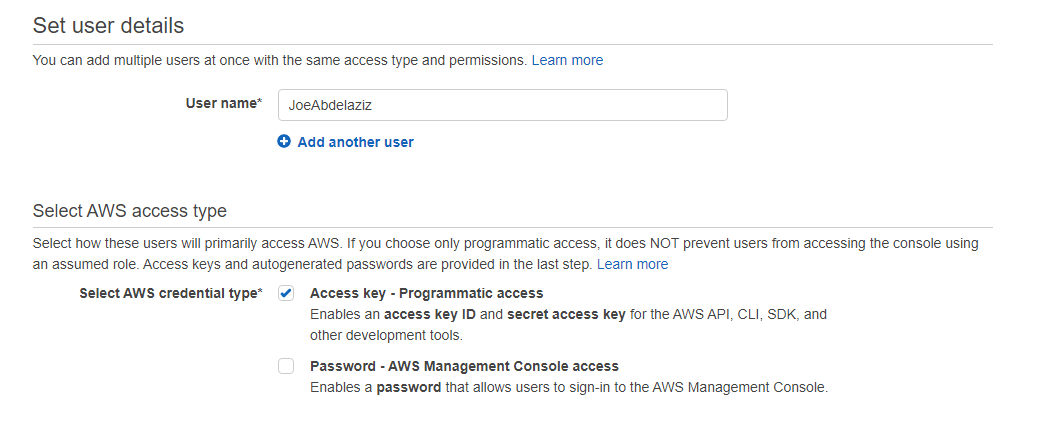 Set user details
You can add multiple users at once with the same access type and permissions. Learn more
User name*
JoeAbdelaziz
Add another user
Select AWS access type
Select how these users will primarily access AWS. If you choose only programmatic access, it does NOT prevent users from accessing the console using
an assumed role. Access keys and autogenerated passwords are provided in the last step. Learn more
Select AWS credential type*
Access key - Programmatic access
Enables an access key ID and secret access key for the AWS API, CLI, SDK, and
other development tools.
Password - AWS Management Console access
Enables a password that allows users to sign-in to the AWS Management Console.